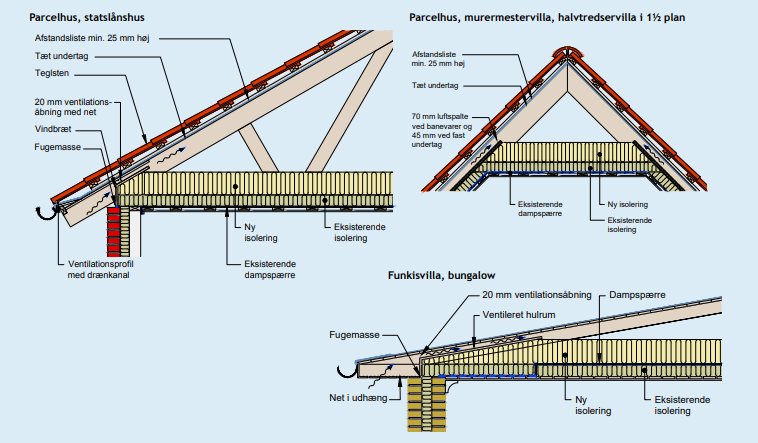 Parcelhus, statslånshus
Afstandsliste min. 25 mm høj
Tæt undertag
Teglsten
20 mm ventilations-
åbning med net
Vindbræt
Fugemasse
Ny
isolering
Eksisterende
isolering
Ventilationsprofil
med drænkanal
Eksisterende
dampspærre
Parcelhus, murermestervilla, halvtredservilla i 1½ plan
Afstandsliste
min. 25 mm høj
Tæt undertag
70 mm luftspalte
ved banevarer og
45 mm ved fast
undertag
Eksisterende
dampspærre
Ny isolering
Eksisterende
isolering
Funkisvilla, bungalow
20 mm ventilationsåbning
Dampspærre
Ventileret hulrum
Fugemasse
Net i udhæng
Ny
isolering
Eksisterende
isolering